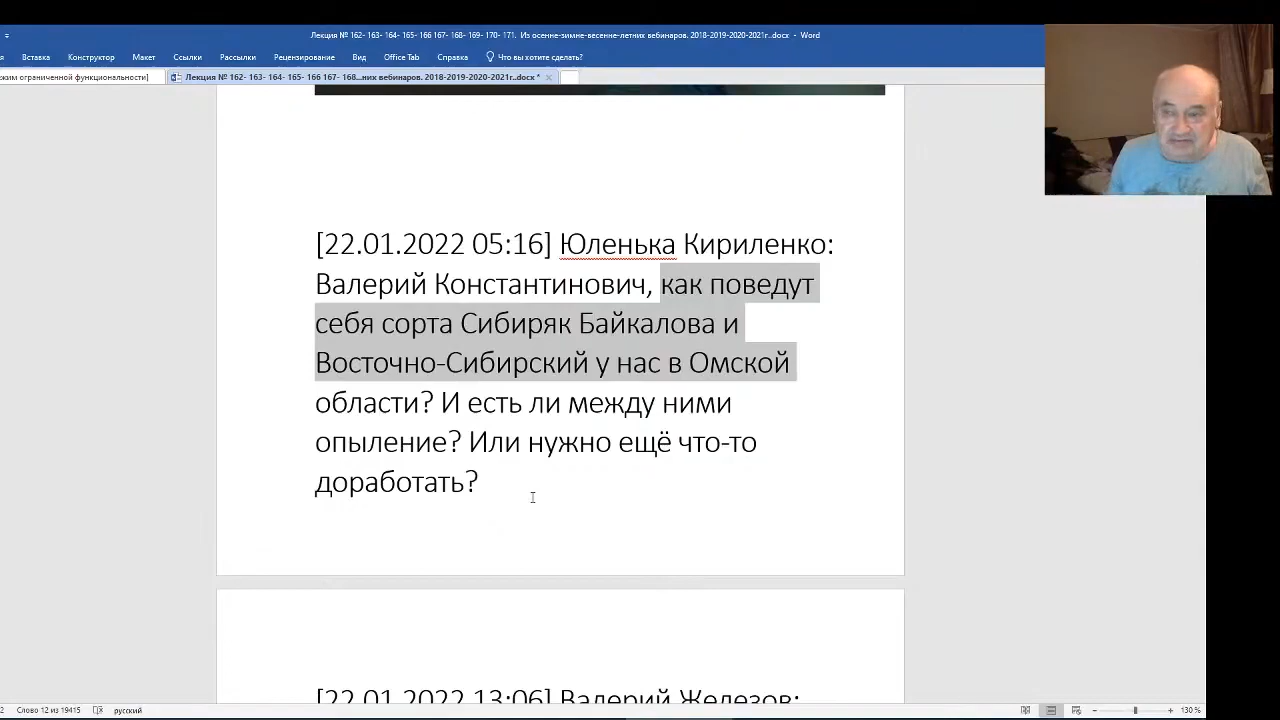 Лекция № 162- 163- 164- 165- 166 167- 168- 169- 170- 171. Из осенне-зимне-весенне-летних вебинаров. 2018-2019-2020-2021г..docx - Word
Вставка Конструктор Макет Ссылки Рассылки Рецензирование Вид Office Tab Справка Что вы хотите сделать?
ограниченной функциональности] Лекция № 162- 163- 164- 165- 166 167- 168...них вебинаров. 2018-2019-2020-2021г..docx *
[22.01.2022 05:16] Юленька Кириленко:
Валерий Константинович, как поведут
себя сорта Сибиряк Байкалова и
Восточно-Сибирский у нас в Омской
области? И есть ли между ними
опыление? Или нужно ещё что-то
доработать?
[22.01.2022 13:06] Валерий Железов:
2 Слово 12 из 19415 русский 130 %